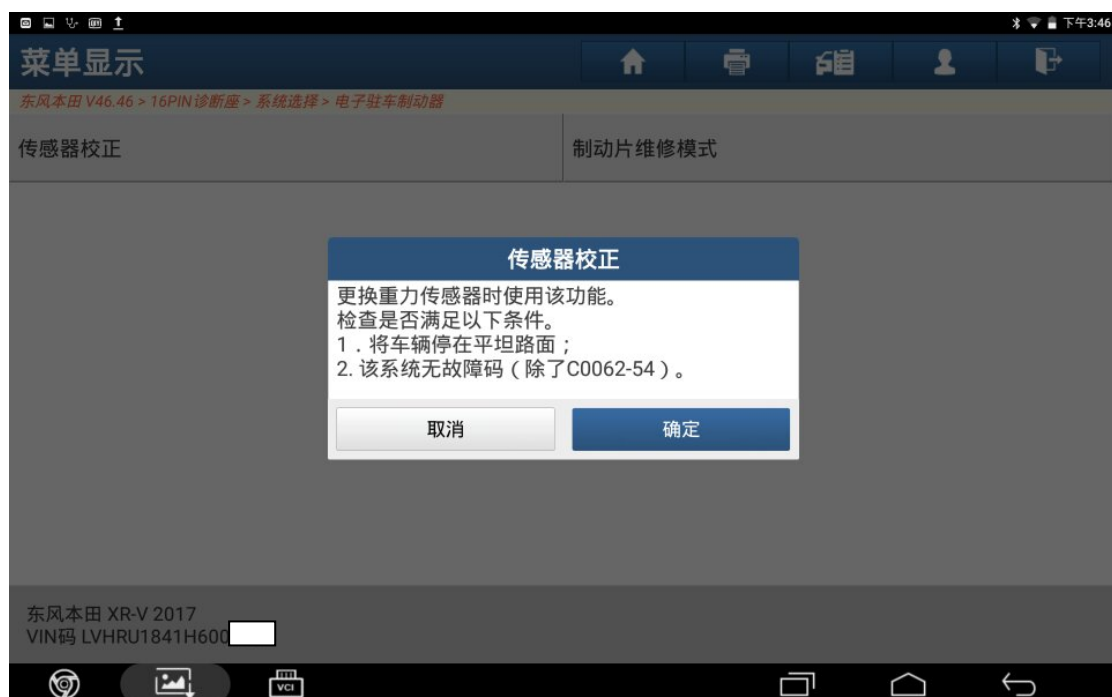 下午3:46
菜单显示
东风本田 V46.46 > 16PIN诊断座 > 系统选择 > 电子驻车制动器
传感器校正
制动片维修模式
传感器校正
更换重力传感器时使用该功能。
检查是否满足以下条件。
1．将车辆停在平坦路面；
2. 该系统无故障码（除了C0062-54）。
取消
确定
东风本田 XR-V 2017
VIN码 LVHRU1841H600
VCI